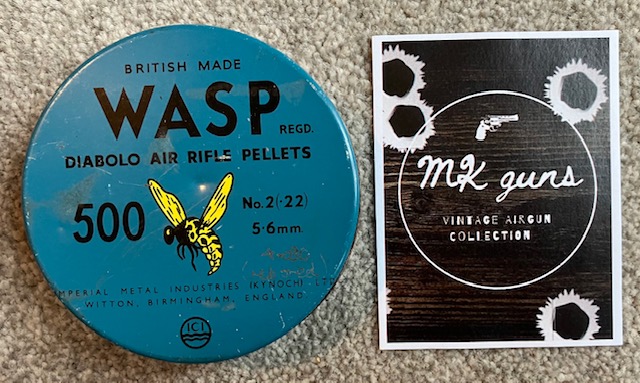 BRITISH MADE
WASP REGD.
DIABOLO AIR RIFLE PELLETS
500
No.2(·22)
5·6mm
IMPERIAL METAL INDUSTRIES (KYNOCH) LTD
WITTON, BIRMINGHAM, ENGLAND
ICI
MK guns
VINTAGE AIRGUN
COLLECTION